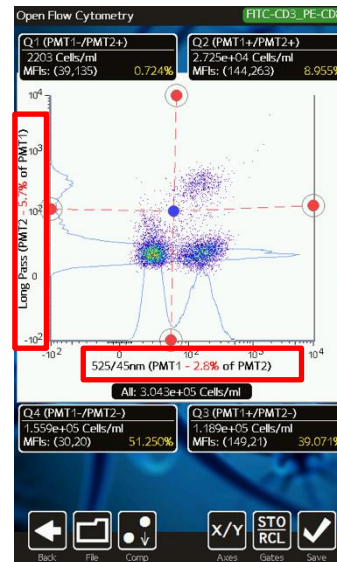 Open Flow Cytometry
FITC-CD3_PE-CD8
Q1 (PMT1-/PMT2+)
2203 Cells/ml
MFIs: (39,135) 0.724%
Q2 (PMT1+/PMT2+)
2.725e+04 Cells/ml
MFIs: (144,263) 8.955%
10⁴
10³
10²
0
-10²
Long Pass (PMT2 - 5.7% of PMT1)
-10² 0 10² 10³ 10⁴
525/45nm (PMT1 - 2.8% of PMT2)
All: 3.043e+05 Cells/ml
Q4 (PMT1-/PMT2-)
1.559e+05 Cells/ml
MFIs: (30,20) 51.250%
Q3 (PMT1+/PMT2-)
1.189e+05 Cells/ml
MFIs: (149,21) 39.071%
X/Y
STO
RCL
Back File Comp Axes Gates Save